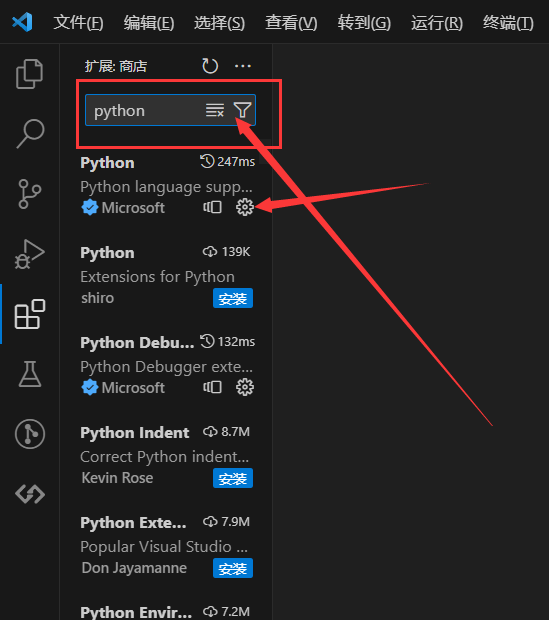 文件(F) 编辑(E) 选择(S) 查看(V) 转到(G) 运行(R) 终端(T)
扩展: 商店
python
Python 247ms
Python language supp...
Microsoft
Python 139K
Extensions for Python
shiro 安装
Python Debu... 132ms
Python Debugger exte...
Microsoft
Python Indent 8.7M
Correct Python indent...
Kevin Rose 安装
Python Exte... 7.9M
Popular Visual Studio ...
Don Jayamanne 安装
Python Envir... 7.2M